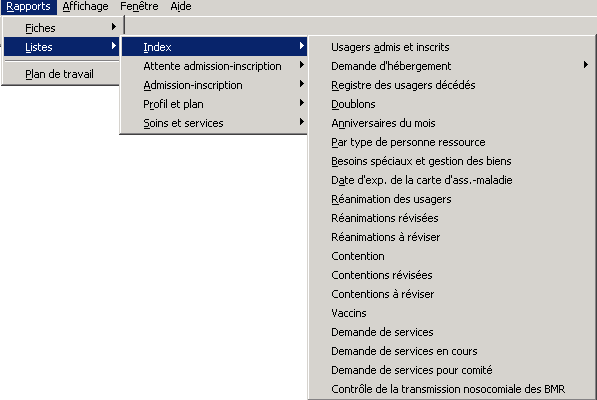 Rapports Affichage Fenêtre Aide
Fiches
Listes
Plan de travail
Index
Attente admission-inscription
Admission-inscription
Profil et plan
Soins et services
Usagers admis et inscrits
Demande d'hébergement
Registre des usagers décédés
Doublons
Anniversaires du mois
Par type de personne ressource
Besoins spéciaux et gestion des biens
Date d'exp. de la carte d'ass.-maladie
Réanimation des usagers
Réanimations révisées
Réanimations à réviser
Contention
Contentions révisées
Contentions à réviser
Vaccins
Demande de services
Demande de services en cours
Demande de services pour comité
Contrôle de la transmission nosocomiale des BMR